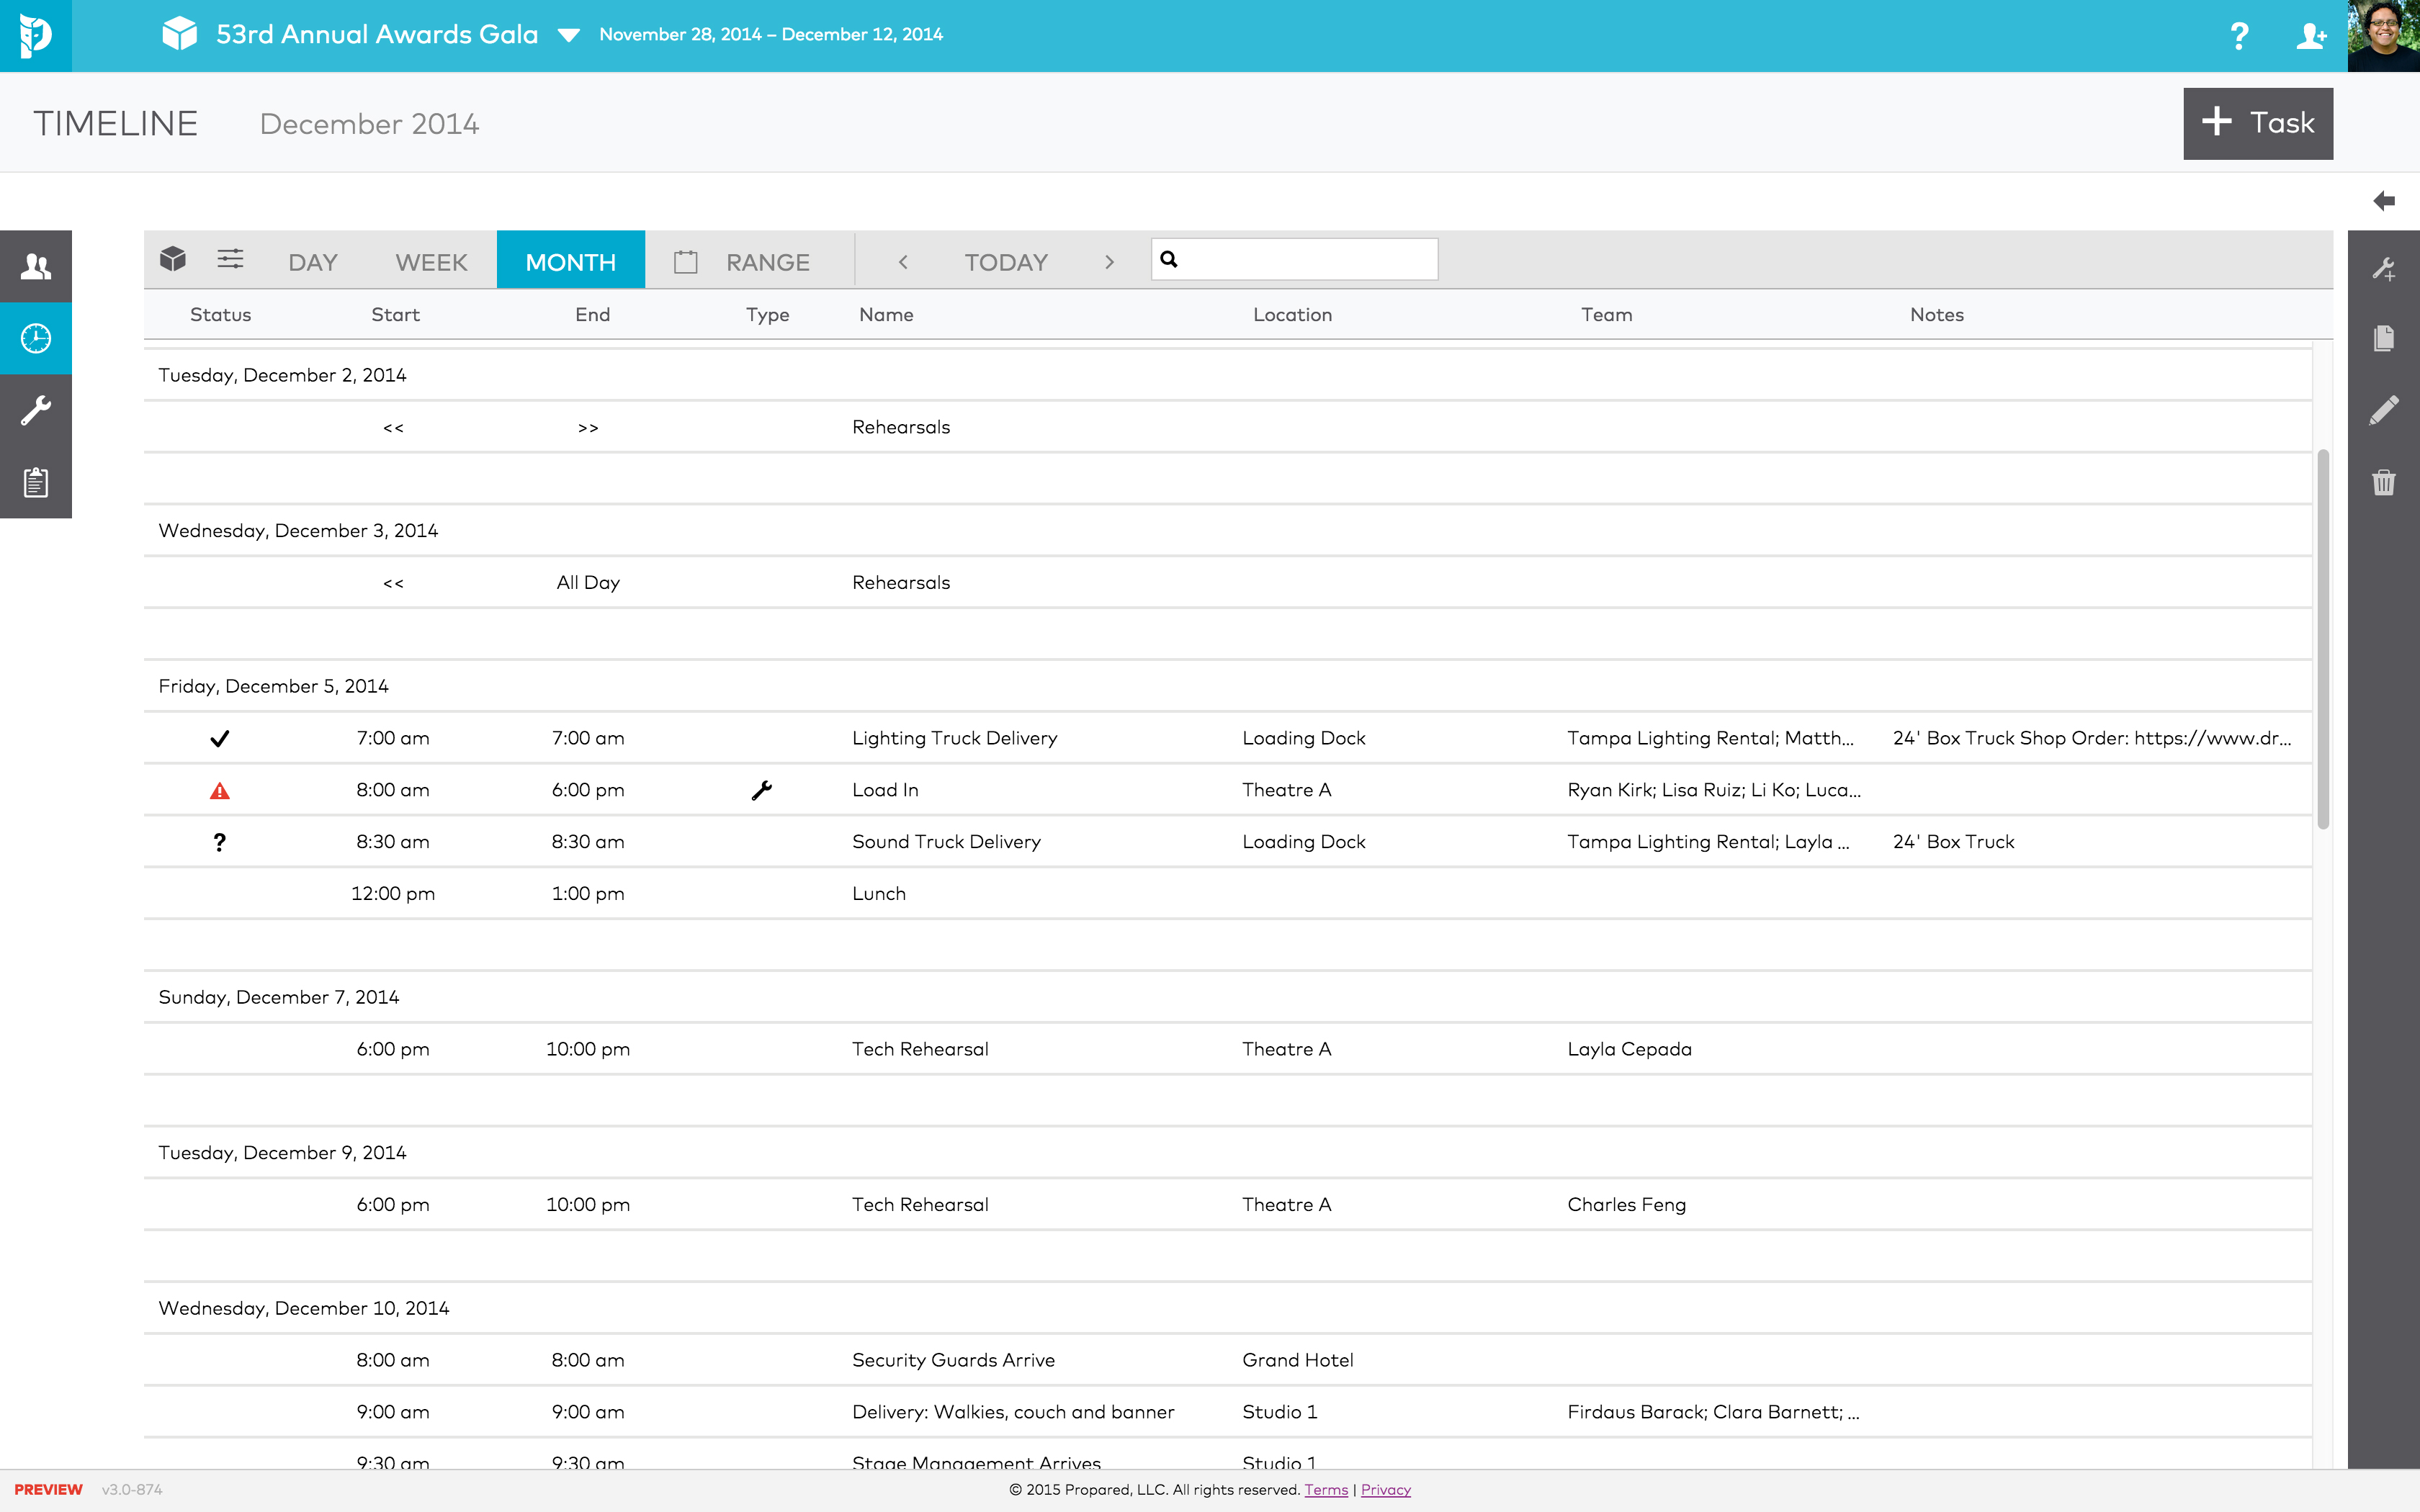 53rd Annual Awards Gala November 28, 2014 – December 12, 2014 ?
TIMELINE December 2014 + Task
DAY WEEK MONTH RANGE < TODAY >
Status Start End Type Name Location Team Notes
Tuesday, December 2, 2014
<< >> Rehearsals
Wednesday, December 3, 2014
<< All Day Rehearsals
Friday, December 5, 2014
7:00 am 7:00 am Lighting Truck Delivery Loading Dock Tampa Lighting Rental; Matth... 24' Box Truck Shop Order: https://www.dr...
8:00 am 6:00 pm Load In Theatre A Ryan Kirk; Lisa Ruiz; Li Ko; Luca...
? 8:30 am 8:30 am Sound Truck Delivery Loading Dock Tampa Lighting Rental; Layla ... 24' Box Truck
12:00 pm 1:00 pm Lunch
Sunday, December 7, 2014
6:00 pm 10:00 pm Tech Rehearsal Theatre A Layla Cepada
Tuesday, December 9, 2014
6:00 pm 10:00 pm Tech Rehearsal Theatre A Charles Feng
Wednesday, December 10, 2014
8:00 am 8:00 am Security Guards Arrive Grand Hotel
9:00 am 9:00 am Delivery: Walkies, couch and banner Studio 1 Firdaus Barack; Clara Barnett; ...
9:30 am 9:30 am Stage Management Arrives Studio 1
PREVIEW v3.0-874 © 2015 Propared, LLC. All rights reserved. Terms | Privacy